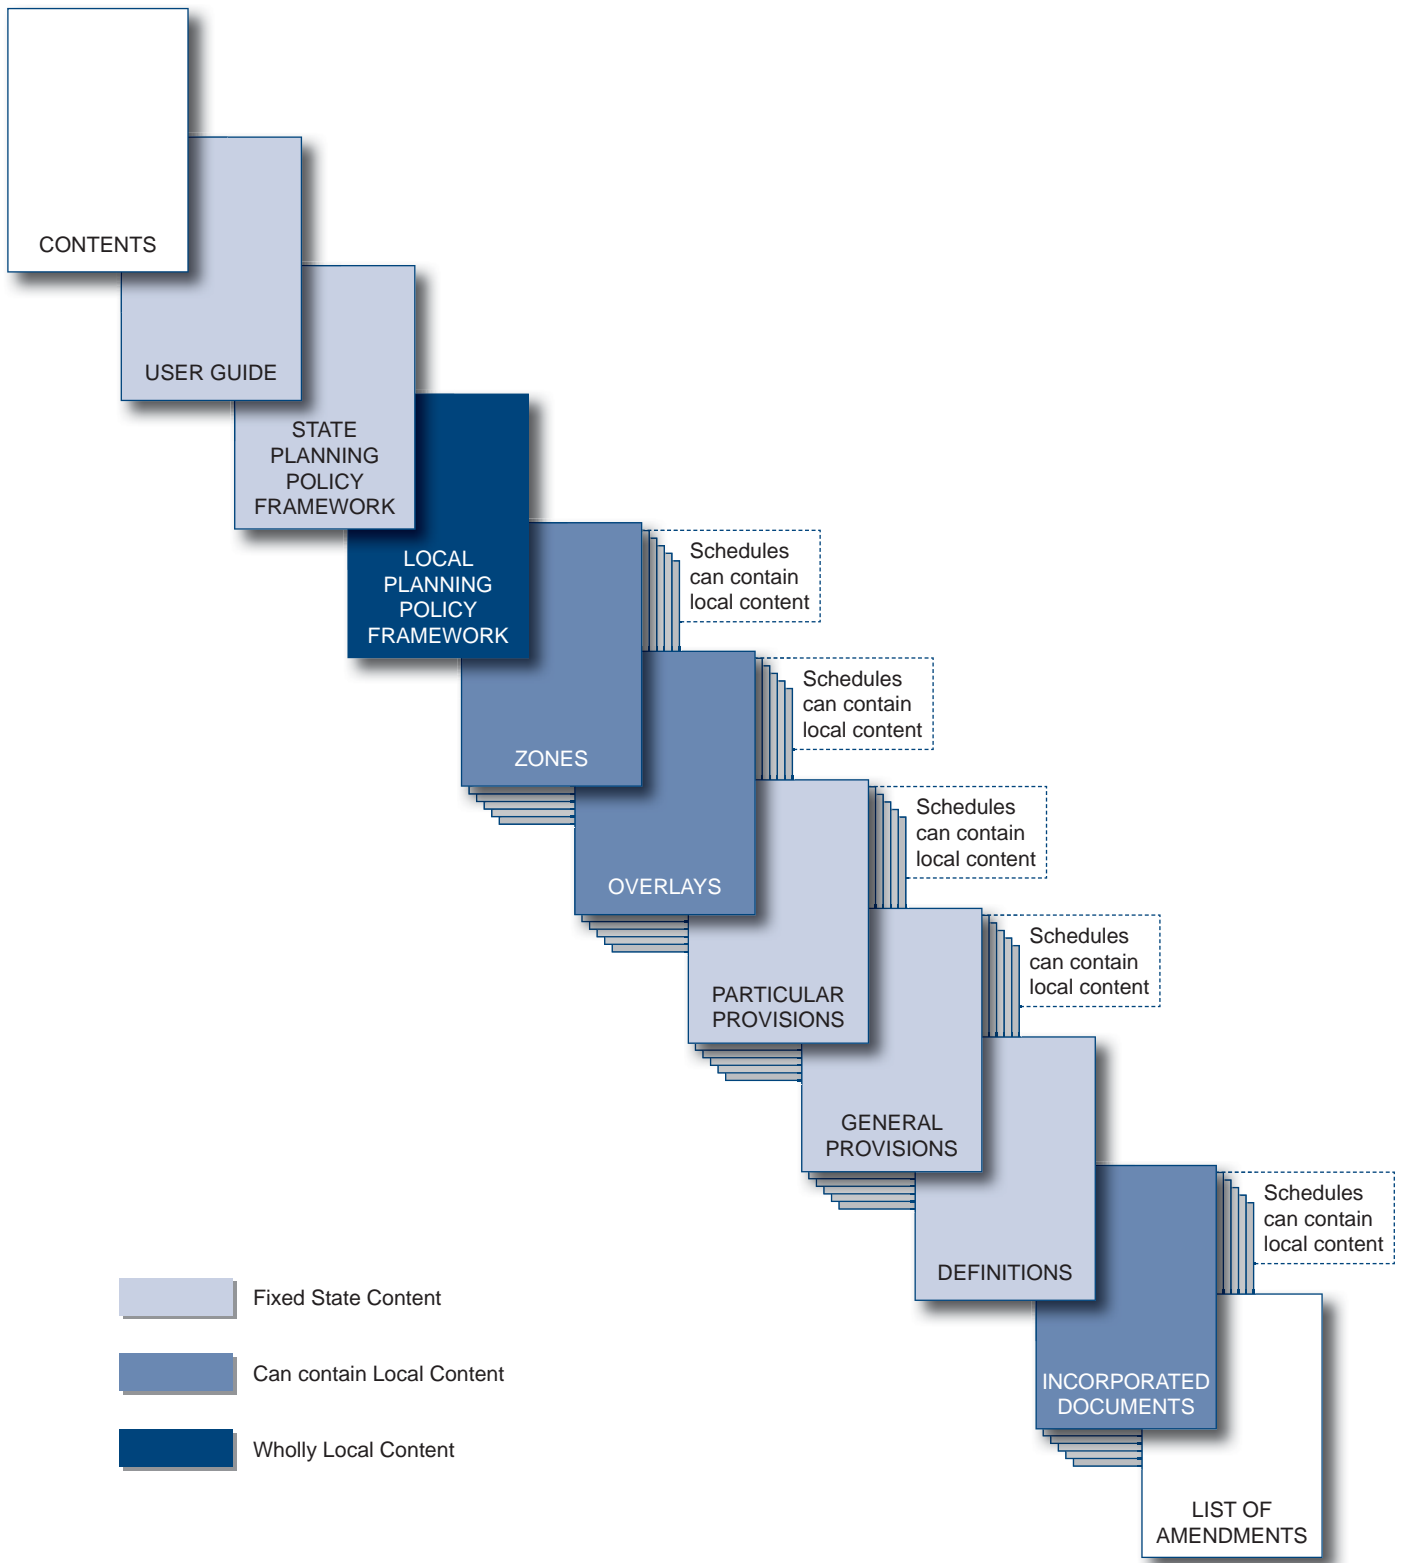 CONTENTS
USER GUIDE
STATE
PLANNING
POLICY
FRAMEWORK
LOCAL
PLANNING
POLICY
FRAMEWORK
Schedules
can contain
local content
ZONES
Schedules
can contain
local content
OVERLAYS
Schedules
can contain
local content
PARTICULAR
PROVISIONS
Schedules
can contain
local content
GENERAL
PROVISIONS
DEFINITIONS
Schedules
can contain
local content
INCORPORATED
DOCUMENTS
LIST OF
AMENDMENTS
Fixed State Content
Can contain Local Content
Wholly Local Content